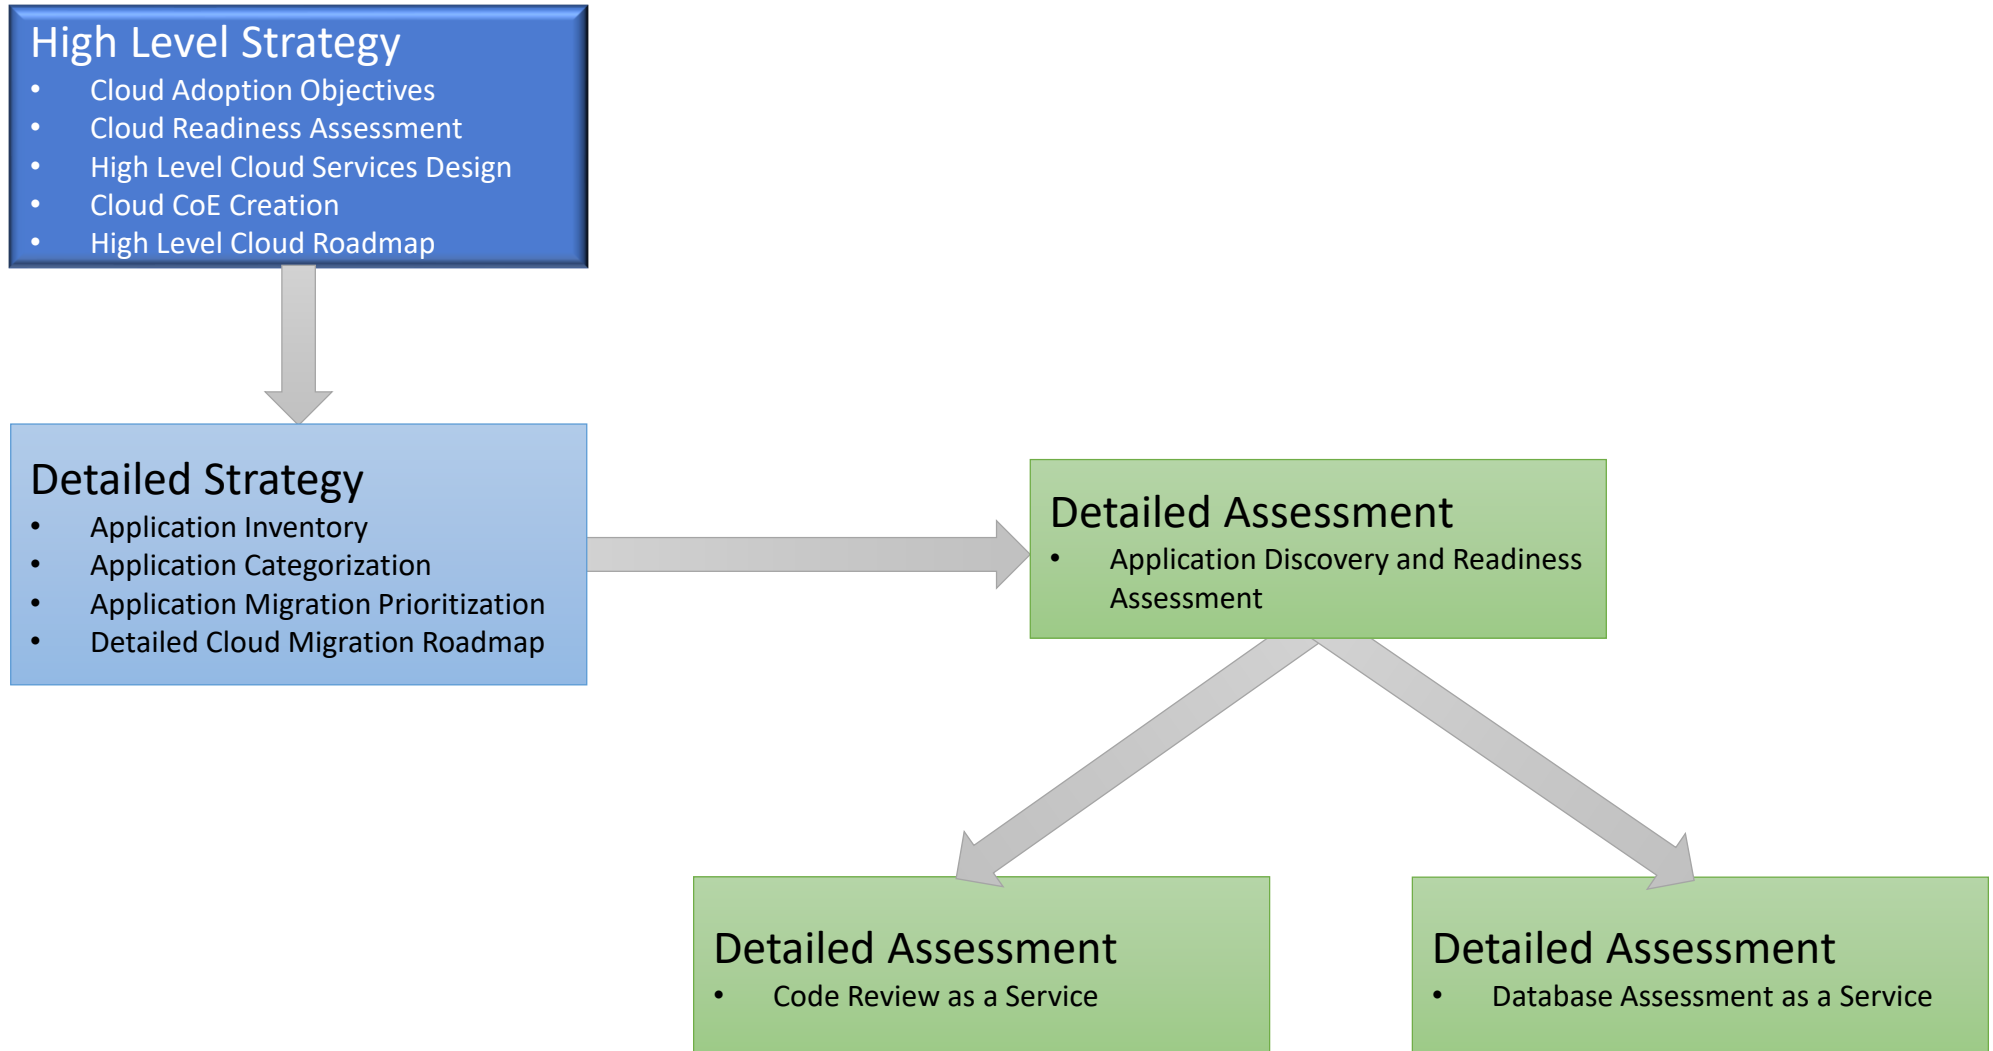 High Level Strategy
• Cloud Adoption Objectives
• Cloud Readiness Assessment
• High Level Cloud Services Design
• Cloud CoE Creation
• High Level Cloud Roadmap
Detailed Strategy
• Application Inventory
• Application Categorization
• Application Migration Prioritization
• Detailed Cloud Migration Roadmap
Detailed Assessment
• Application Discovery and Readiness
Assessment
Detailed Assessment
• Code Review as a Service
Detailed Assessment
• Database Assessment as a Service